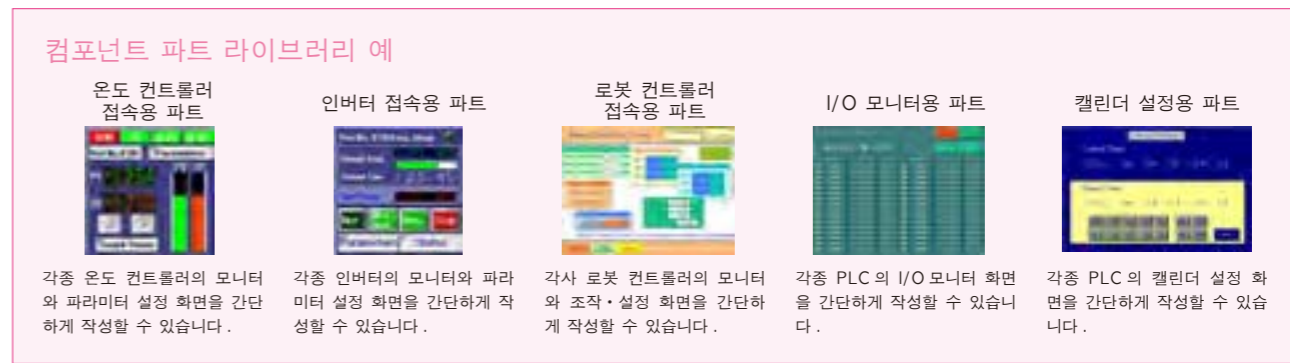 컴포넌트 파트 라이브러리 예
온도 컨트롤러
접속용 파트
각종 온도 컨트롤러의 모니터
와 파라미터 설정 화면을 간단
하게 작성할 수 있습니다 .
인버터 접속용 파트
각종 인버터의 모니터와 파라
미터 설정 화면을 간단하게 작
성할 수 있습니다 .
로봇 컨트롤러
접속용 파트
각사 로봇 컨트롤러의 모니터
와 조작・설정 화면을 간단하
게 작성할 수 있습니다 .
I/O 모니터용 파트
각종 PLC 의 I/O 모니터 화면
을 간단하게 작성할 수 있습니
다 .
캘린더 설정용 파트
각종 PLC 의 캘린더 설정 화
면을 간단하게 작성할 수 있습
니다 .